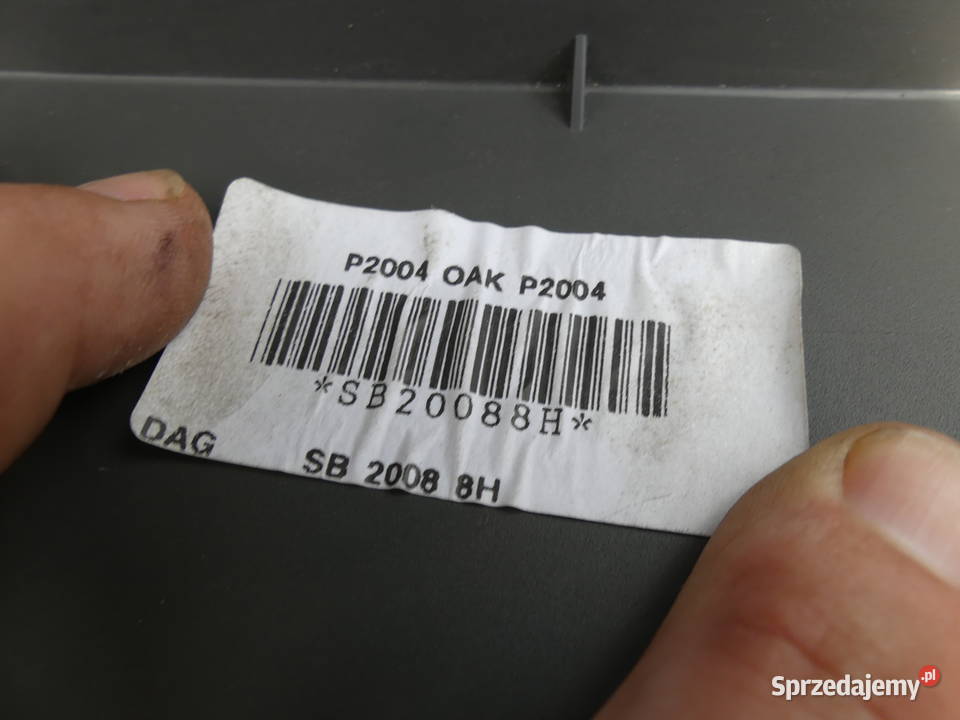 P2004 OAK P2004
*SB20088H*
DAG
SB 2008 8H
Sprzedajemy.pl